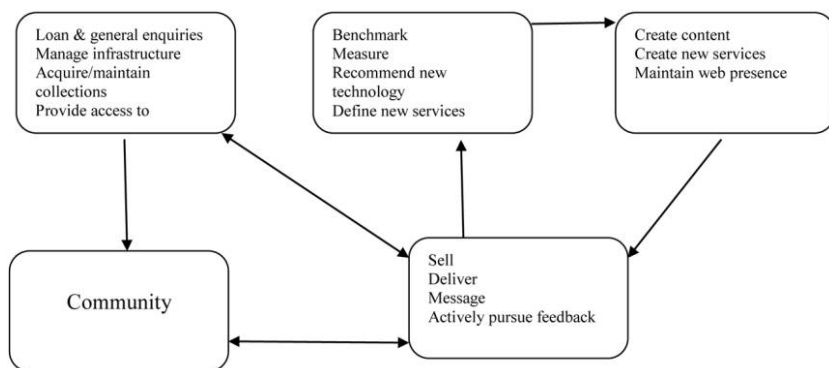 Loan & general enquiries
Manage infrastructure
Acquire/maintain
collections
Provide access to
Benchmark
Measure
Recommend new
technology
Define new services
Create content
Create new services
Maintain web presence
Community
Sell
Deliver
Message
Actively pursue feedback